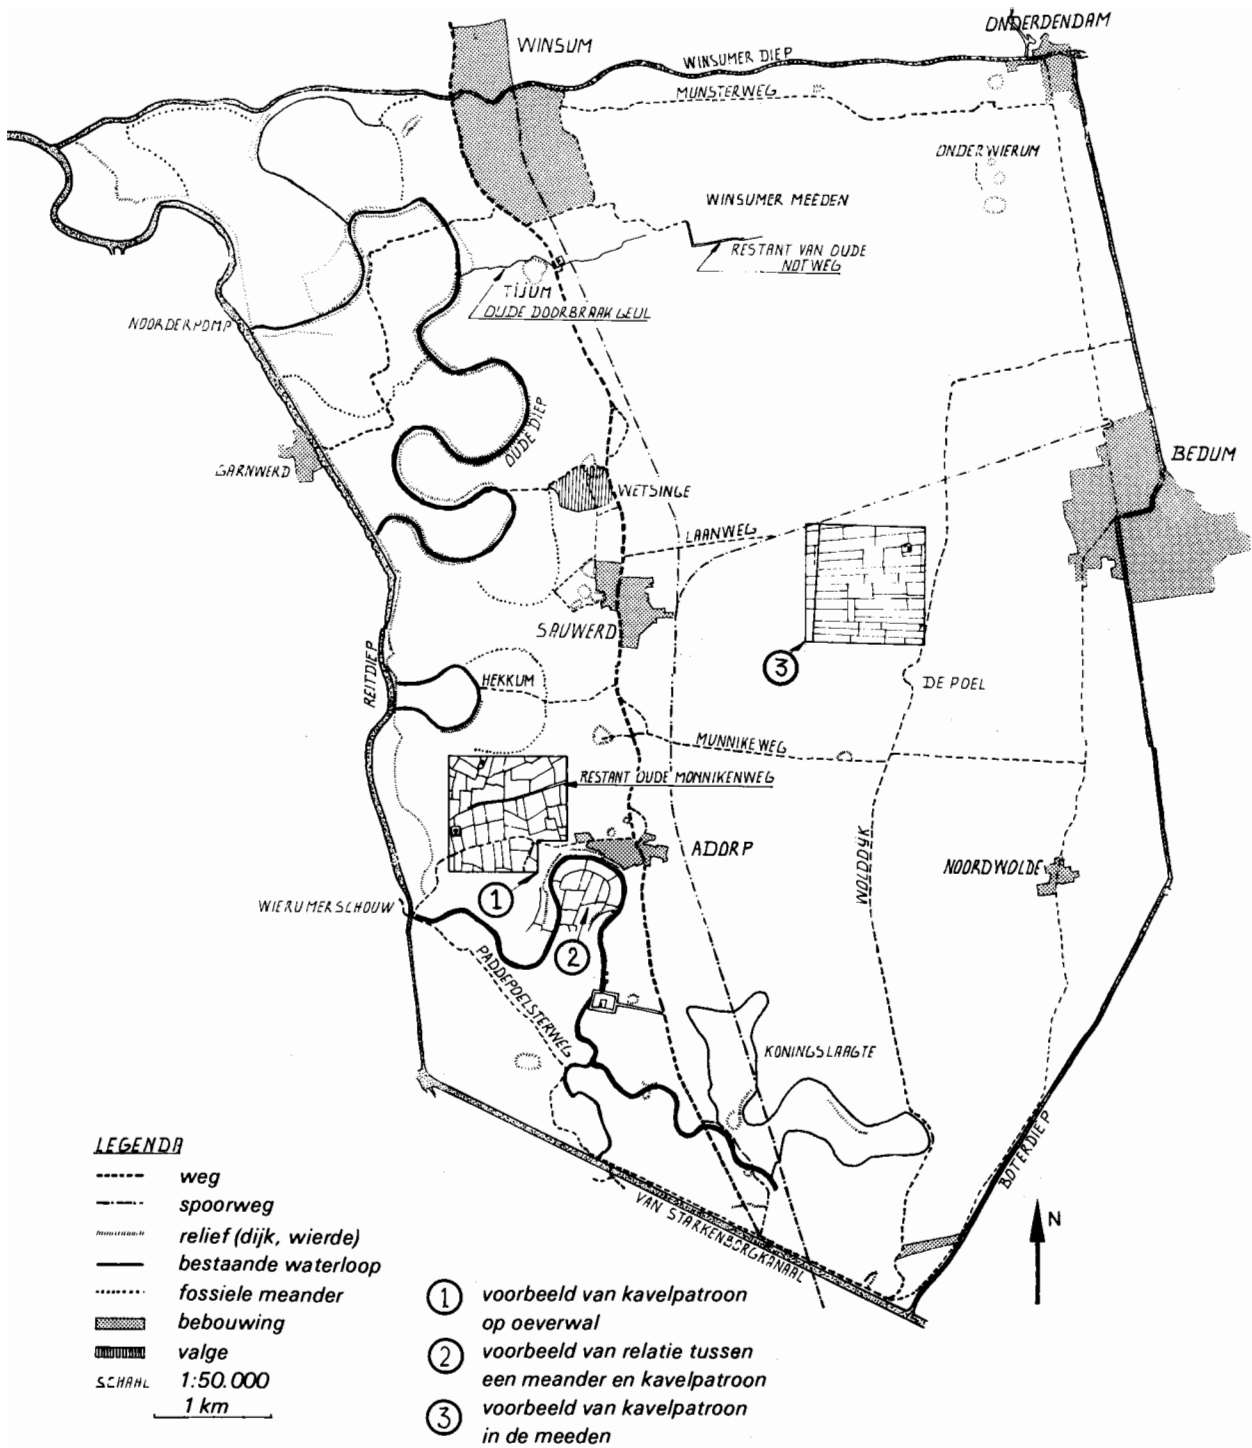 ONDERDENDAM
WINSUM
WINSUMER DIEP
MUNSTERWEG
ONDERWIERUM
WINSUMER MEEDEN
RESTANT VAN OUDE
NOTWEG
TIJUM
OUDE DOORBRAAKGEUL
NOORDERPOMP
OUDE DIEP
GARNWERD
BEDUM
WETSINGE
LAANWEG
SAUWERD
3
REITDIEP
HEKKUM
DE POEL
MUNNIKEWEG
RESTANT OUDE MONNIKENWEG
ADORP
WOLDDIJK
NOORDWOLDE
1
WIERUMERSCHOUW
2
PADDEPOELSTERWEG
KONINGSLAAGTE
BOTERDIEP
VAN STARKENBORGKANAAL
N
LEGENDA
weg
spoorweg
relief (dijk, wierde)
bestaande waterloop
fossiele meander
bebouwing
valge
SCHAAL 1:50.000
1 km
1 voorbeeld van kavelpatroon
op oeverwal
2 voorbeeld van relatie tussen
een meander en kavelpatroon
3 voorbeeld van kavelpatroon
in de meeden